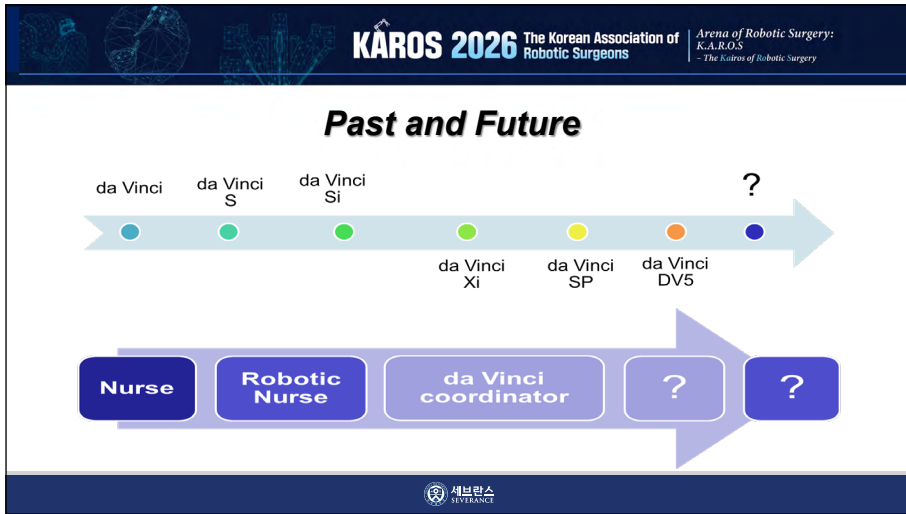 KAROS 2026 The Korean Association of
Robotic Surgeons
Arena of Robotic Surgery:
K.A.R.O.S
– The Kairos of Robotic Surgery
Past and Future
da Vinci
da Vinci
S
da Vinci
Si
?
da Vinci
Xi
da Vinci
SP
da Vinci
DV5
Nurse
Robotic
Nurse
da Vinci
coordinator
?
?
세브란스
SEVERANCE